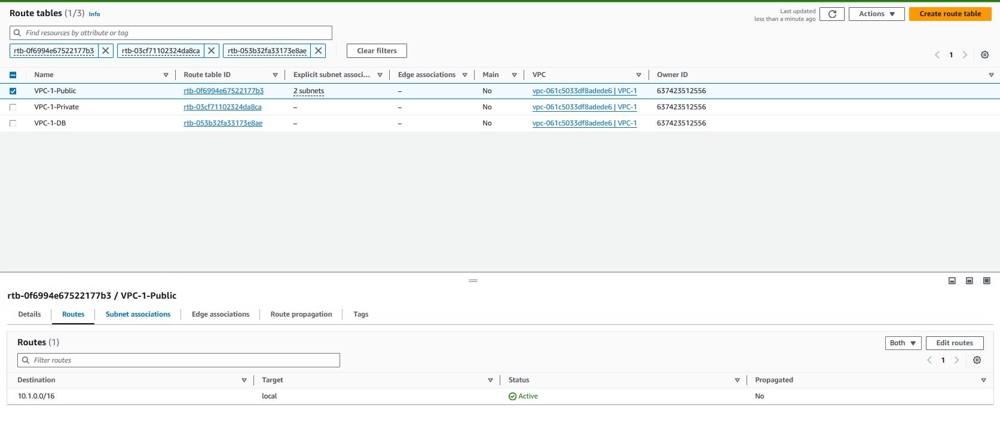 Route tables (1/3) Info
Last updated
less than a minute ago
Actions
Create route table
Find resources by attribute or tag
rtb-0f6994e67522177b3 rtb-03cf71102324da8ca rtb-053b32fa33173e8ae Clear filters
1
Name Route table ID Explicit subnet associ... Edge associations Main VPC Owner ID
VPC-1-Public rtb-0f6994e67522177b3 2 subnets – No vpc-061c5033df8adede6 | VPC-1 637423512556
VPC-1-Private rtb-03cf71102324da8ca – – No vpc-061c5033df8adede6 | VPC-1 637423512556
VPC-1-DB rtb-053b32fa33173e8ae – – No vpc-061c5033df8adede6 | VPC-1 637423512556
rtb-0f6994e67522177b3 / VPC-1-Public
Details Routes Subnet associations Edge associations Route propagation Tags
Routes (1)
Both Edit routes
Filter routes
1
Destination Target Status Propagated
10.1.0.0/16 local Active No